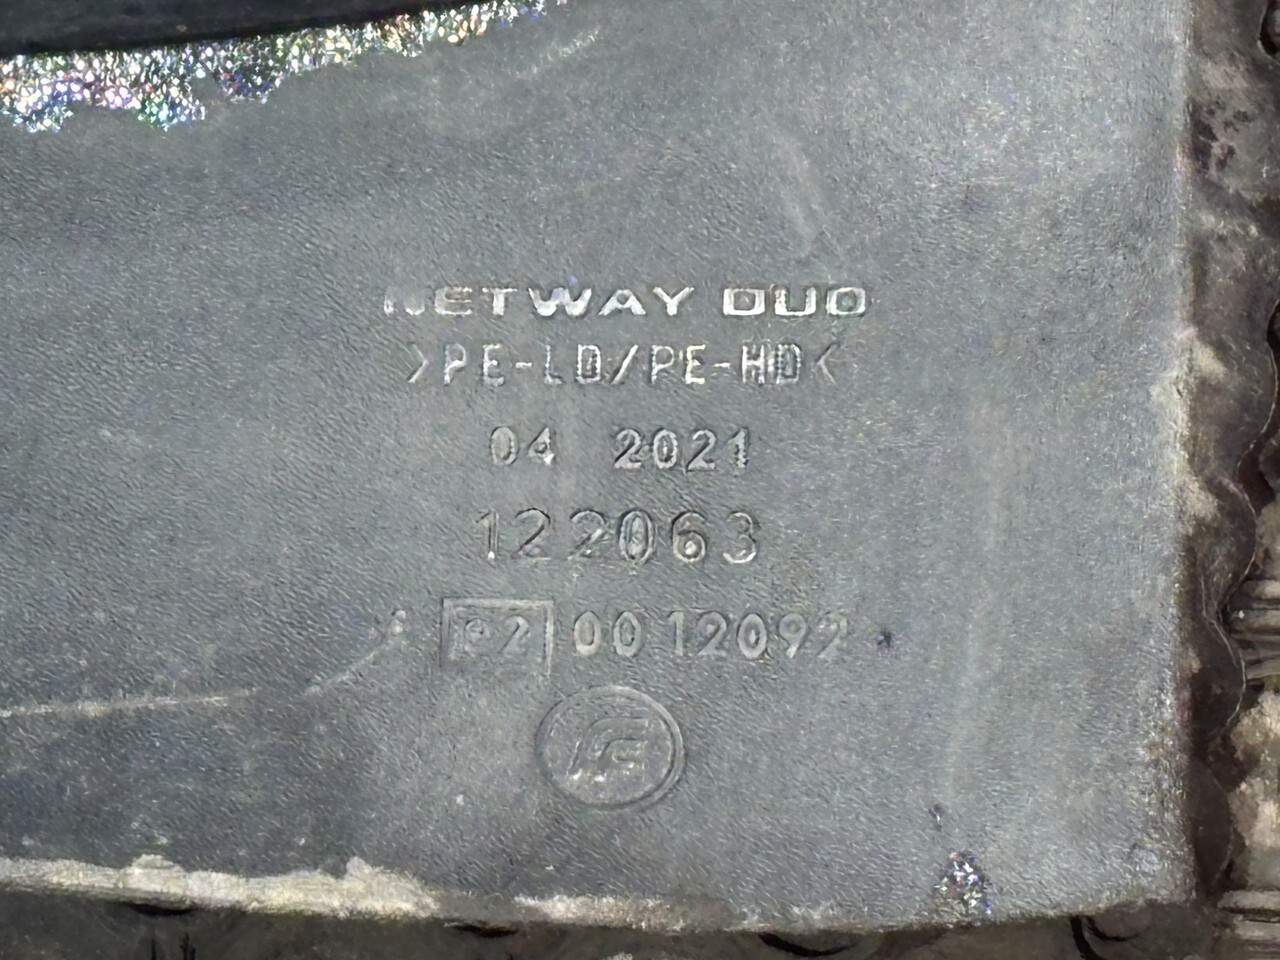 NETWAY DUO
>PE-LD/PE-HD<
04 2021
122063
P2 0012092